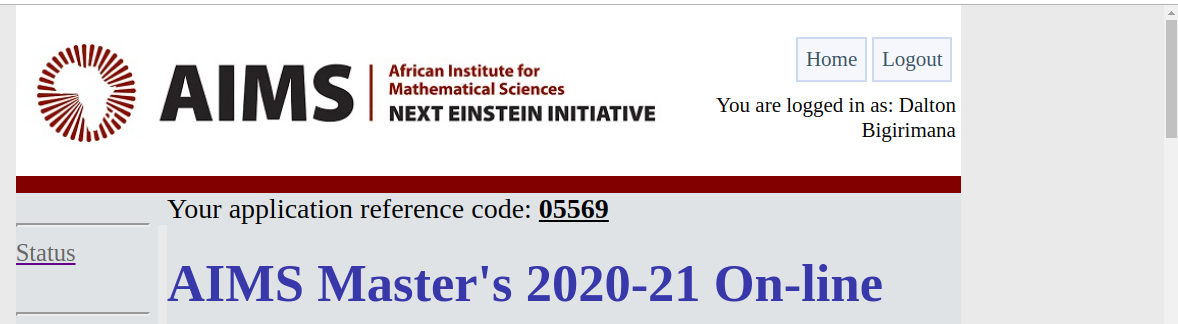 AIMS
African Institute for
Mathematical Sciences
NEXT EINSTEIN INITIATIVE
Home Logout
You are logged in as: Dalton
Bigirimana
Your application reference code: 05569
Status
AIMS Master's 2020-21 On-line